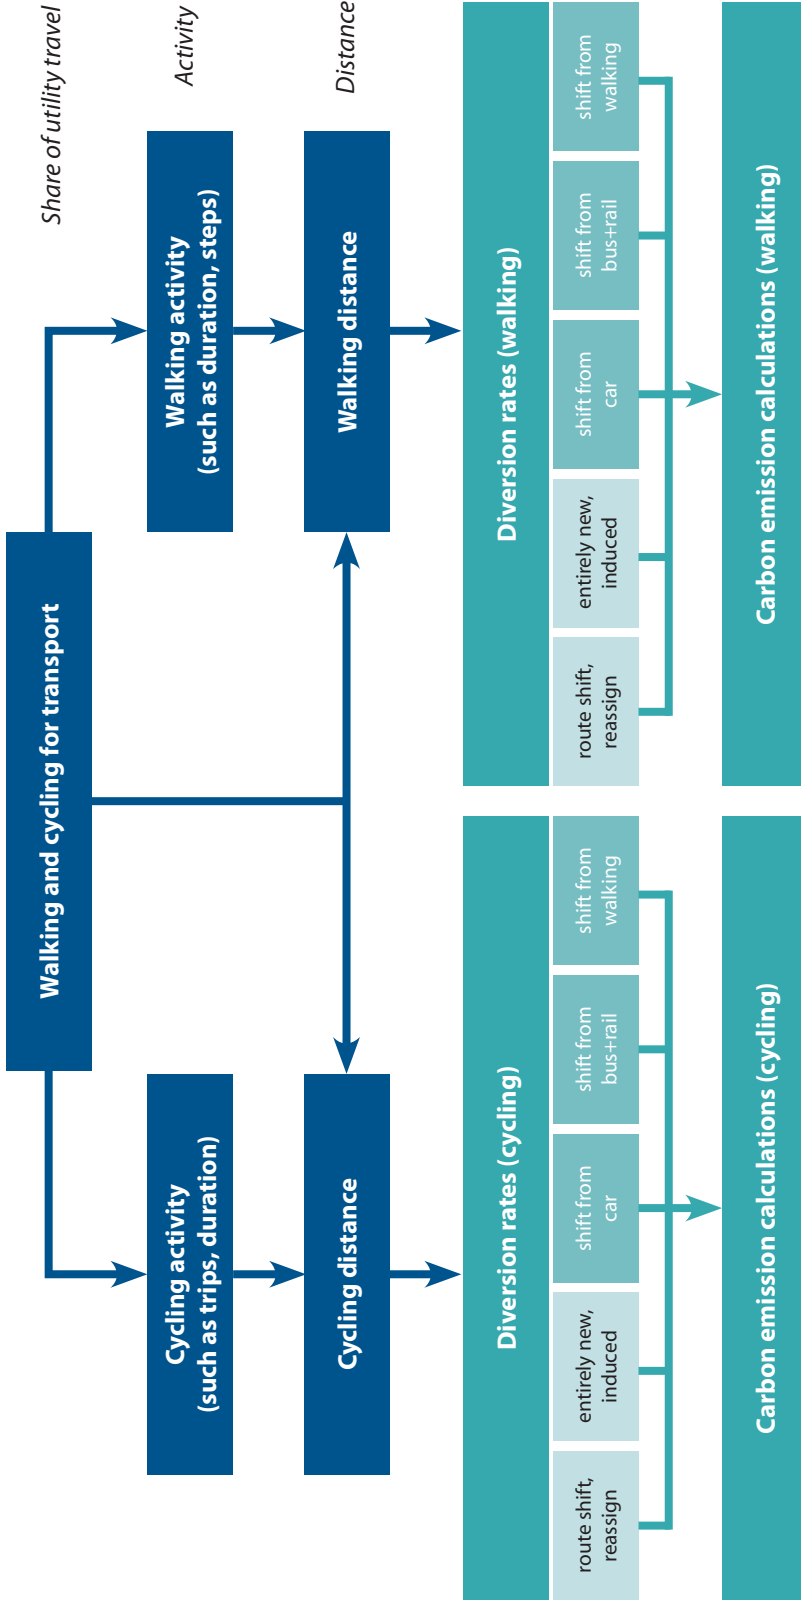 Walking and cycling for transport
Share of utility travel
Cycling activity
(such as trips, duration)
Walking activity
(such as duration, steps)
Activity
Cycling distance
Walking distance
Distance
Diversion rates (cycling)
route shift,
reassign
entirely new,
induced
shift from
car
shift from
bus+rail
shift from
walking
Carbon emission calculations (cycling)
Diversion rates (walking)
route shift,
reassign
entirely new,
induced
shift from
car
shift from
bus+rail
shift from
walking
Carbon emission calculations (walking)